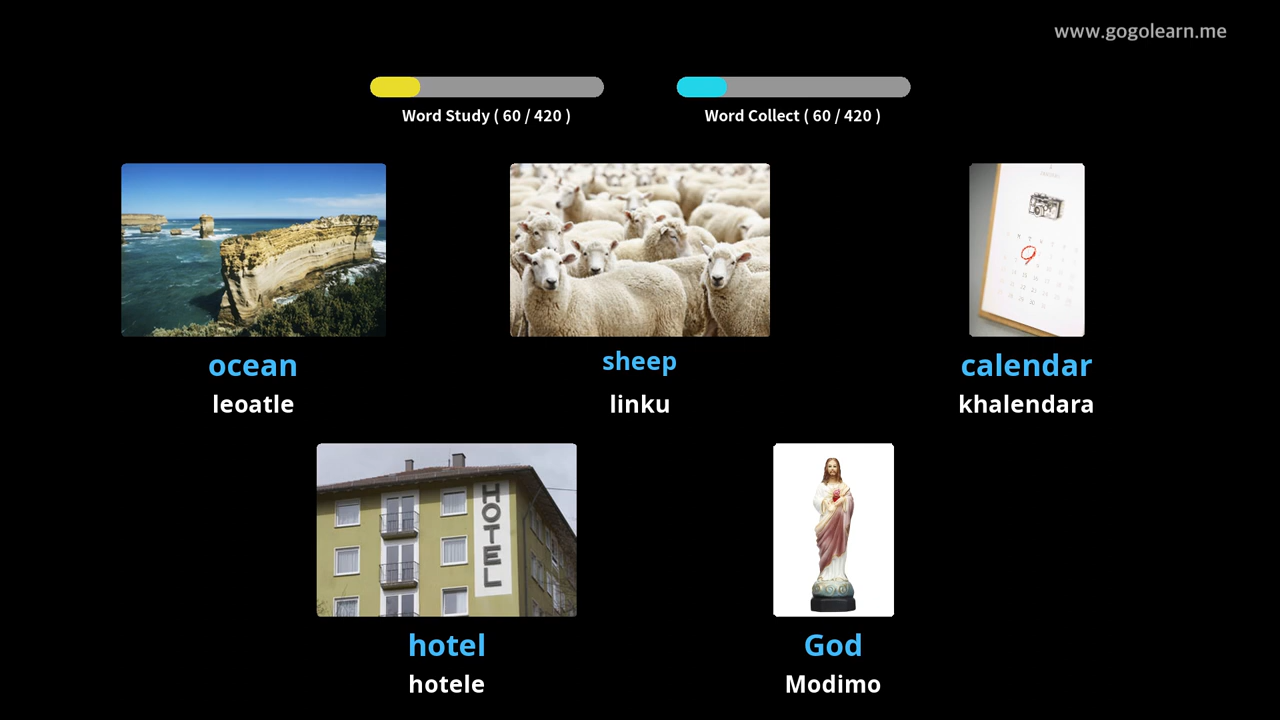 www.gogolearn.me
Word Study ( 60 / 420 )
Word Collect ( 60 / 420 )
ocean
leoatle
sheep
linku
calendar
khalendara
HOTEL
hotel
hotele
God
Modimo